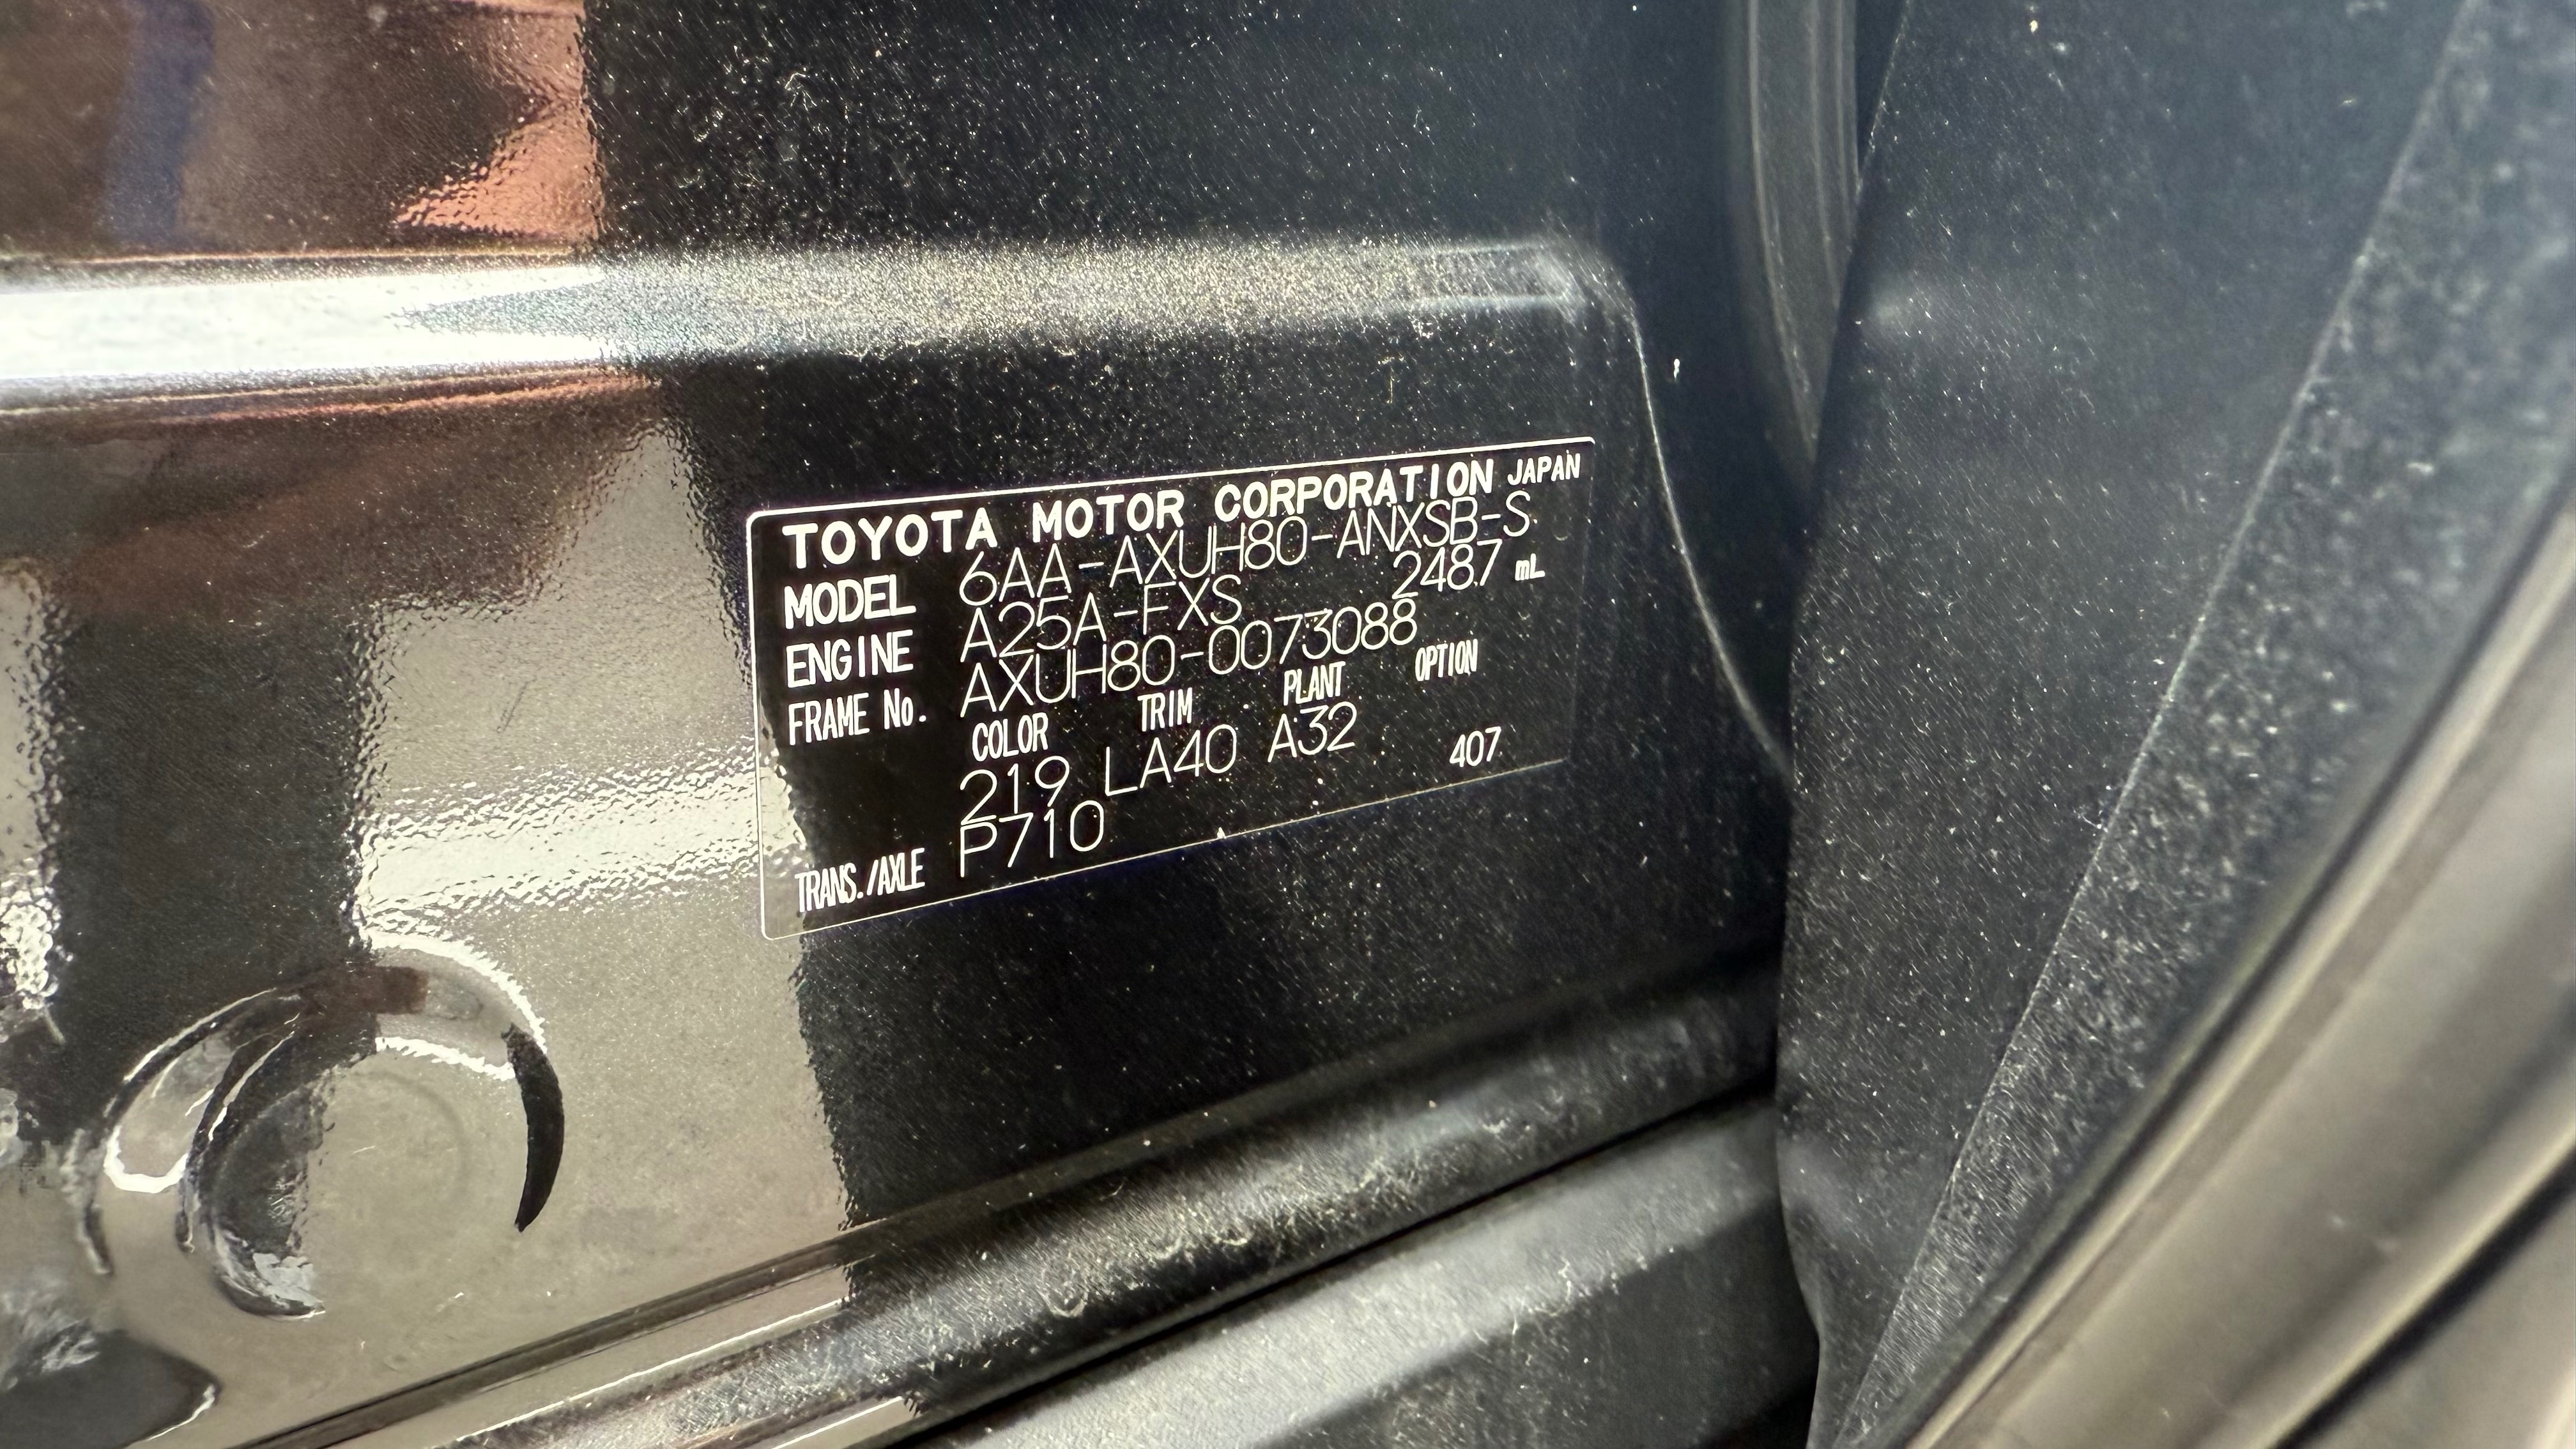 TOYOTA MOTOR CORPORATION JAPAN
MODEL 6AA-AXUH80-ANXSB-S
ENGINE A25A-FXS 2487 mL
FRAME No. AXUH80-0073088
COLOR TRIM PLANT OPTION
219 LA40 A32 407
TRANS./AXLE P710